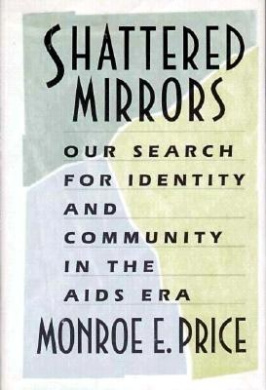 SHATTERED
MIRRORS
OUR SEARCH
FOR IDENTITY
AND
COMMUNITY
IN THE
AIDS ERA
MONROE E. PRICE